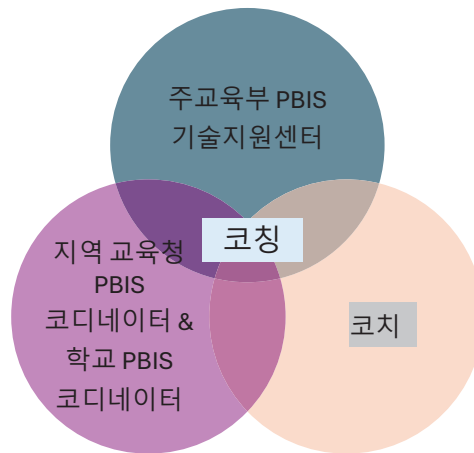 주교육부 PBIS
기술지원센터
코칭
지역 교육청
PBIS
코디네이터 &
학교 PBIS
코디네이터
코치